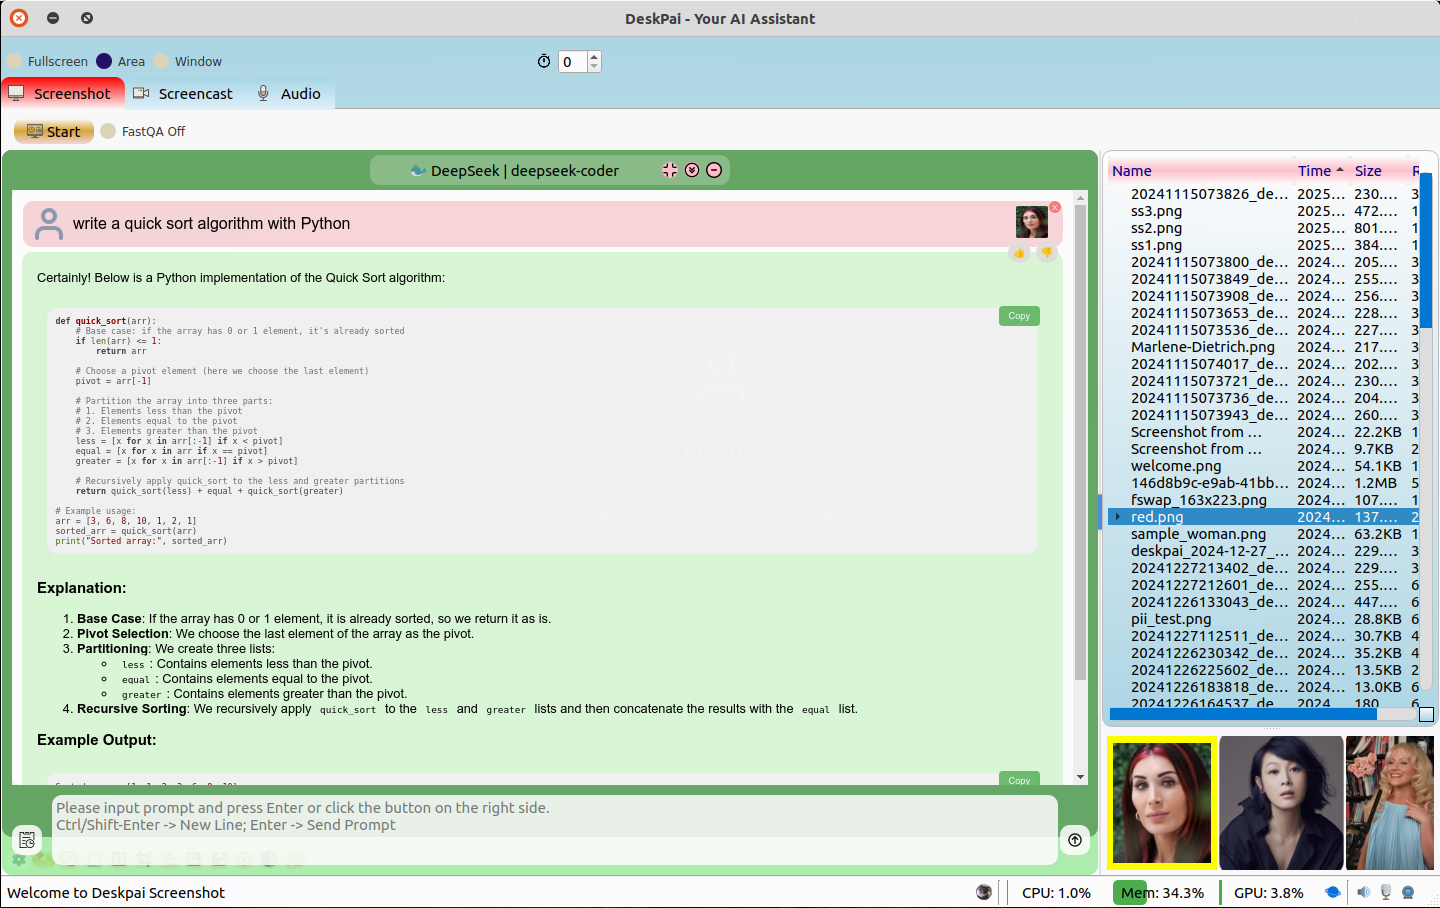 DeskPai - Your AI Assistant
Fullscreen Area Window 0
Screenshot Screencast Audio
Start FastQA Off
DeepSeek | deepseek-coder
write a quick sort algorithm with Python
Certainly! Below is a Python implementation of the Quick Sort algorithm:
Copy
def quick_sort(arr):
# Base case: if the array has 0 or 1 element, it's already sorted
if len(arr) <= 1:
return arr
# Choose a pivot element (here we choose the last element)
pivot = arr[-1]
# Partition the array into three parts:
# 1. Elements less than the pivot
# 2. Elements equal to the pivot
# 3. Elements greater than the pivot
less = [x for x in arr[:-1] if x < pivot]
equal = [x for x in arr if x == pivot]
greater = [x for x in arr[:-1] if x > pivot]
# Recursively apply quick_sort to the less and greater partitions
return quick_sort(less) + equal + quick_sort(greater)
# Example usage:
arr = [3, 6, 8, 10, 1, 2, 1]
sorted_arr = quick_sort(arr)
print("Sorted array:", sorted_arr)
deskpai
Explanation:
1. Base Case: If the array has 0 or 1 element, it is already sorted, so we return it as is.
2. Pivot Selection: We choose the last element of the array as the pivot.
3. Partitioning: We create three lists:
less : Contains elements less than the pivot.
equal : Contains elements equal to the pivot.
greater : Contains elements greater than the pivot.
4. Recursive Sorting: We recursively apply quick_sort to the less and greater lists and then concatenate the results with the equal list.
Example Output:
Copy
Please input prompt and press Enter or click the button on the right side.
Ctrl/Shift-Enter -> New Line; Enter -> Send Prompt
Name Time Size R
20241115073826_de... 2025... 230.... 3
ss3.png 2025... 472.... 1
ss2.png 2025... 801.... 1
ss1.png 2025... 384.... 1
20241115073800_de... 2024... 205.... 3
20241115073849_de... 2024... 255.... 3
20241115073908_de... 2024... 256.... 3
20241115073653_de... 2024... 228.... 3
20241115073536_de... 2024... 227.... 3
Marlene-Dietrich.png 2024... 217.... 3
20241115074017_de... 2024... 202.... 3
20241115073721_de... 2024... 230.... 3
20241115073736_de... 2024... 204.... 3
20241115073943_de... 2024... 260.... 3
Screenshot from ... 2024... 22.2KB 1
Screenshot from ... 2024... 9.7KB 2
welcome.png 2024... 54.1KB 1
146d8b9c-e9ab-41bb... 2024... 1.2MB 5
fswap_163x223.png 2024... 107.... 1
red.png 2024... 137.... 2
sample_woman.png 2024... 63.2KB 1
deskpai_2024-12-27_... 2024... 229.... 3
20241227213402_de... 2024... 229.... 3
20241227212601_de... 2024... 255.... 6
20241226133043_de... 2024... 447.... 6
pii_test.png 2024... 28.8KB 6
20241227112511_de... 2024... 30.7KB 4
20241226230342_de... 2024... 35.2KB 4
20241226225602_de... 2024... 13.5KB 2
20241226183818_de... 2024... 13.0KB 6
20241226164537_de... 2024... 180.... 6
Welcome to Deskpai Screenshot
CPU: 1.0% Mem: 34.3% GPU: 3.8%